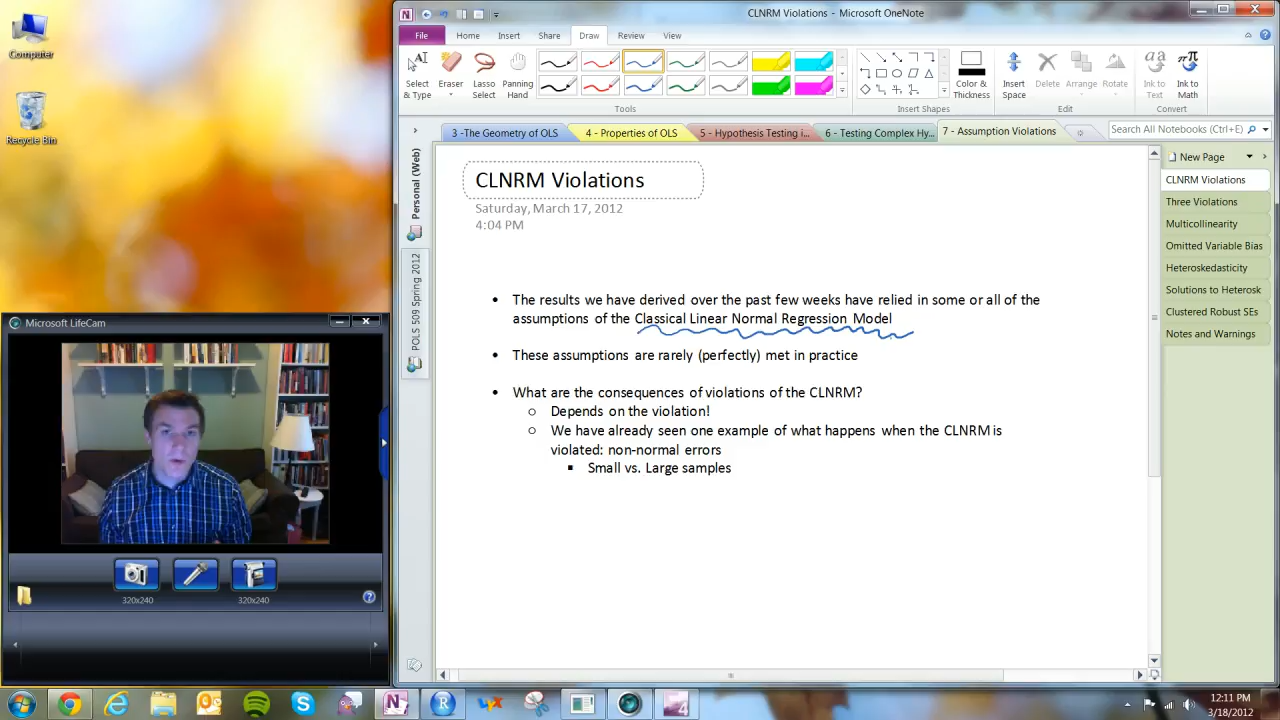 Computer
Recycle Bin
CLNRM Violations - Microsoft OneNote
File
Home
Insert
Share
Draw
Review
View
Select & Type
Eraser
Lasso Select
Panning Hand
Color & Thickness
Insert Space
Delete
Arrange
Rotate
Ink to Text
Ink to Math
Tools
Insert Shapes
Edit
Convert
3 -The Geometry of OLS
4 - Properties of OLS
5 - Hypothesis Testing i...
6 - Testing Complex Hy...
7 - Assumption Violations
Search All Notebooks (Ctrl+E)
Personal (Web)
POLS 509 Spring 2012
New Page
CLNRM Violations
Three Violations
Multicollinearity
Omitted Variable Bias
Heteroskedasticity
Solutions to Heterosk
Clustered Robust SEs
Notes and Warnings
CLNRM Violations
Saturday, March 17, 2012
4:04 PM
• The results we have derived over the past few weeks have relied in some or all of the
assumptions of the Classical Linear Normal Regression Model
• These assumptions are rarely (perfectly) met in practice
• What are the consequences of violations of the CLNRM?
○ Depends on the violation!
○ We have already seen one example of what happens when the CLNRM is
violated: non-normal errors
▪ Small vs. Large samples
Microsoft LifeCam
320x240
320x240
12:11 PM
3/18/2012